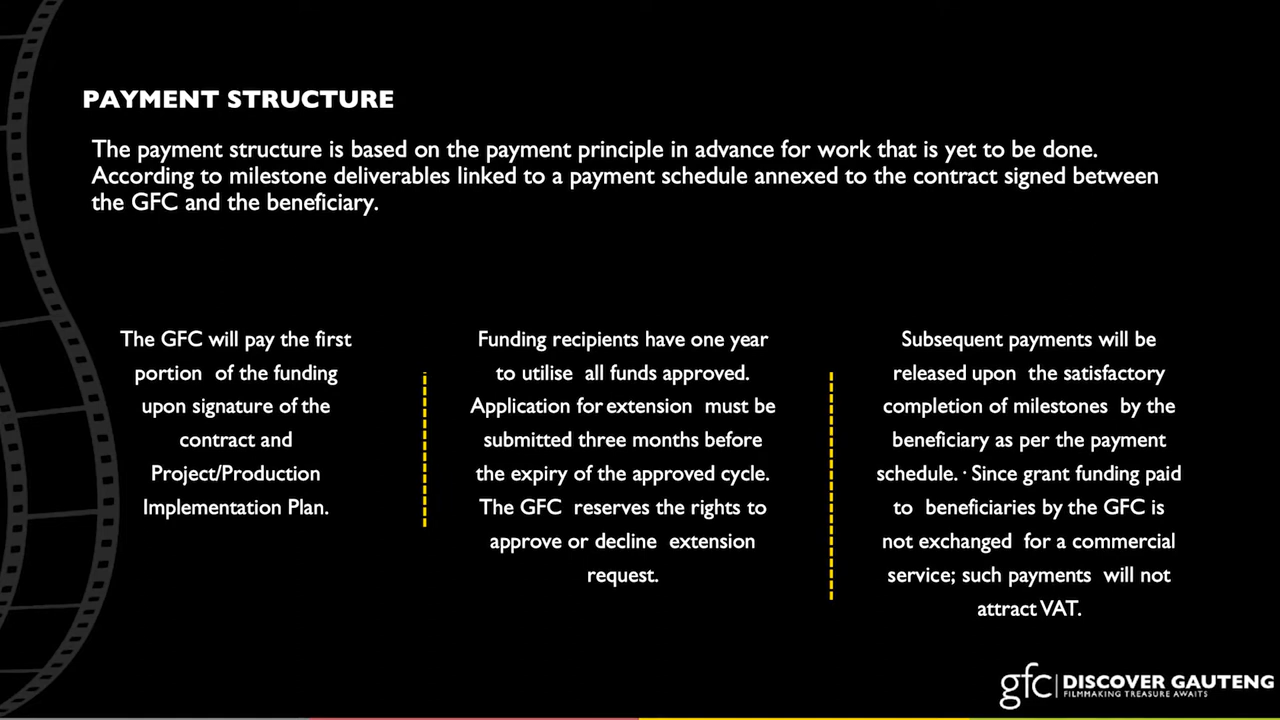 PAYMENT STRUCTURE
The payment structure is based on the payment principle in advance for work that is yet to be done.
According to milestone deliverables linked to a payment schedule annexed to the contract signed between
the GFC and the beneficiary.
The GFC will pay the first
portion of the funding
upon signature of the
contract and
Project/Production
Implementation Plan.
Funding recipients have one year
to utilise all funds approved.
Application for extension must be
submitted three months before
the expiry of the approved cycle.
The GFC reserves the rights to
approve or decline extension
request.
Subsequent payments will be
released upon the satisfactory
completion of milestones by the
beneficiary as per the payment
schedule. · Since grant funding paid
to beneficiaries by the GFC is
not exchanged for a commercial
service; such payments will not
attract VAT.
gfc DISCOVER GAUTENG
FILMMAKING TREASURE AWAITS